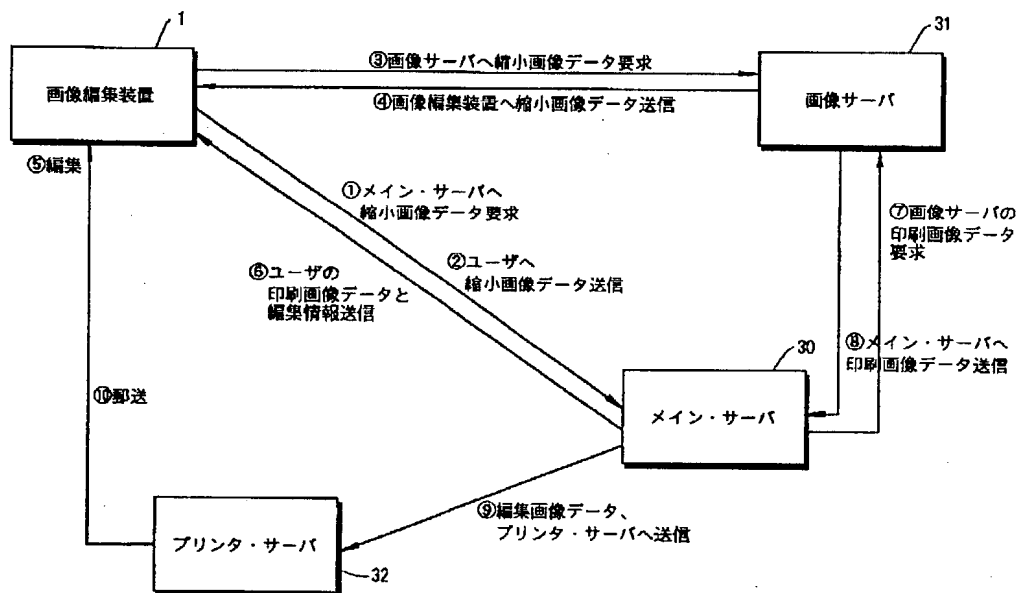 1
画像編集装置
31
画像サーバ
③画像サーバへ縮小画像データ要求
④画像編集装置へ縮小画像データ送信
⑤編集
①メイン・サーバへ
縮小画像データ要求
②ユーザへ
縮小画像データ送信
⑥ユーザの
印刷画像データと
編集情報送信
⑦画像サーバの
印刷画像データ
要求
⑧メイン・サーバへ
印刷画像データ送信
30
メイン・サーバ
⑩郵送
⑨編集画像データ、
プリンタ・サーバへ送信
プリンタ・サーバ
32